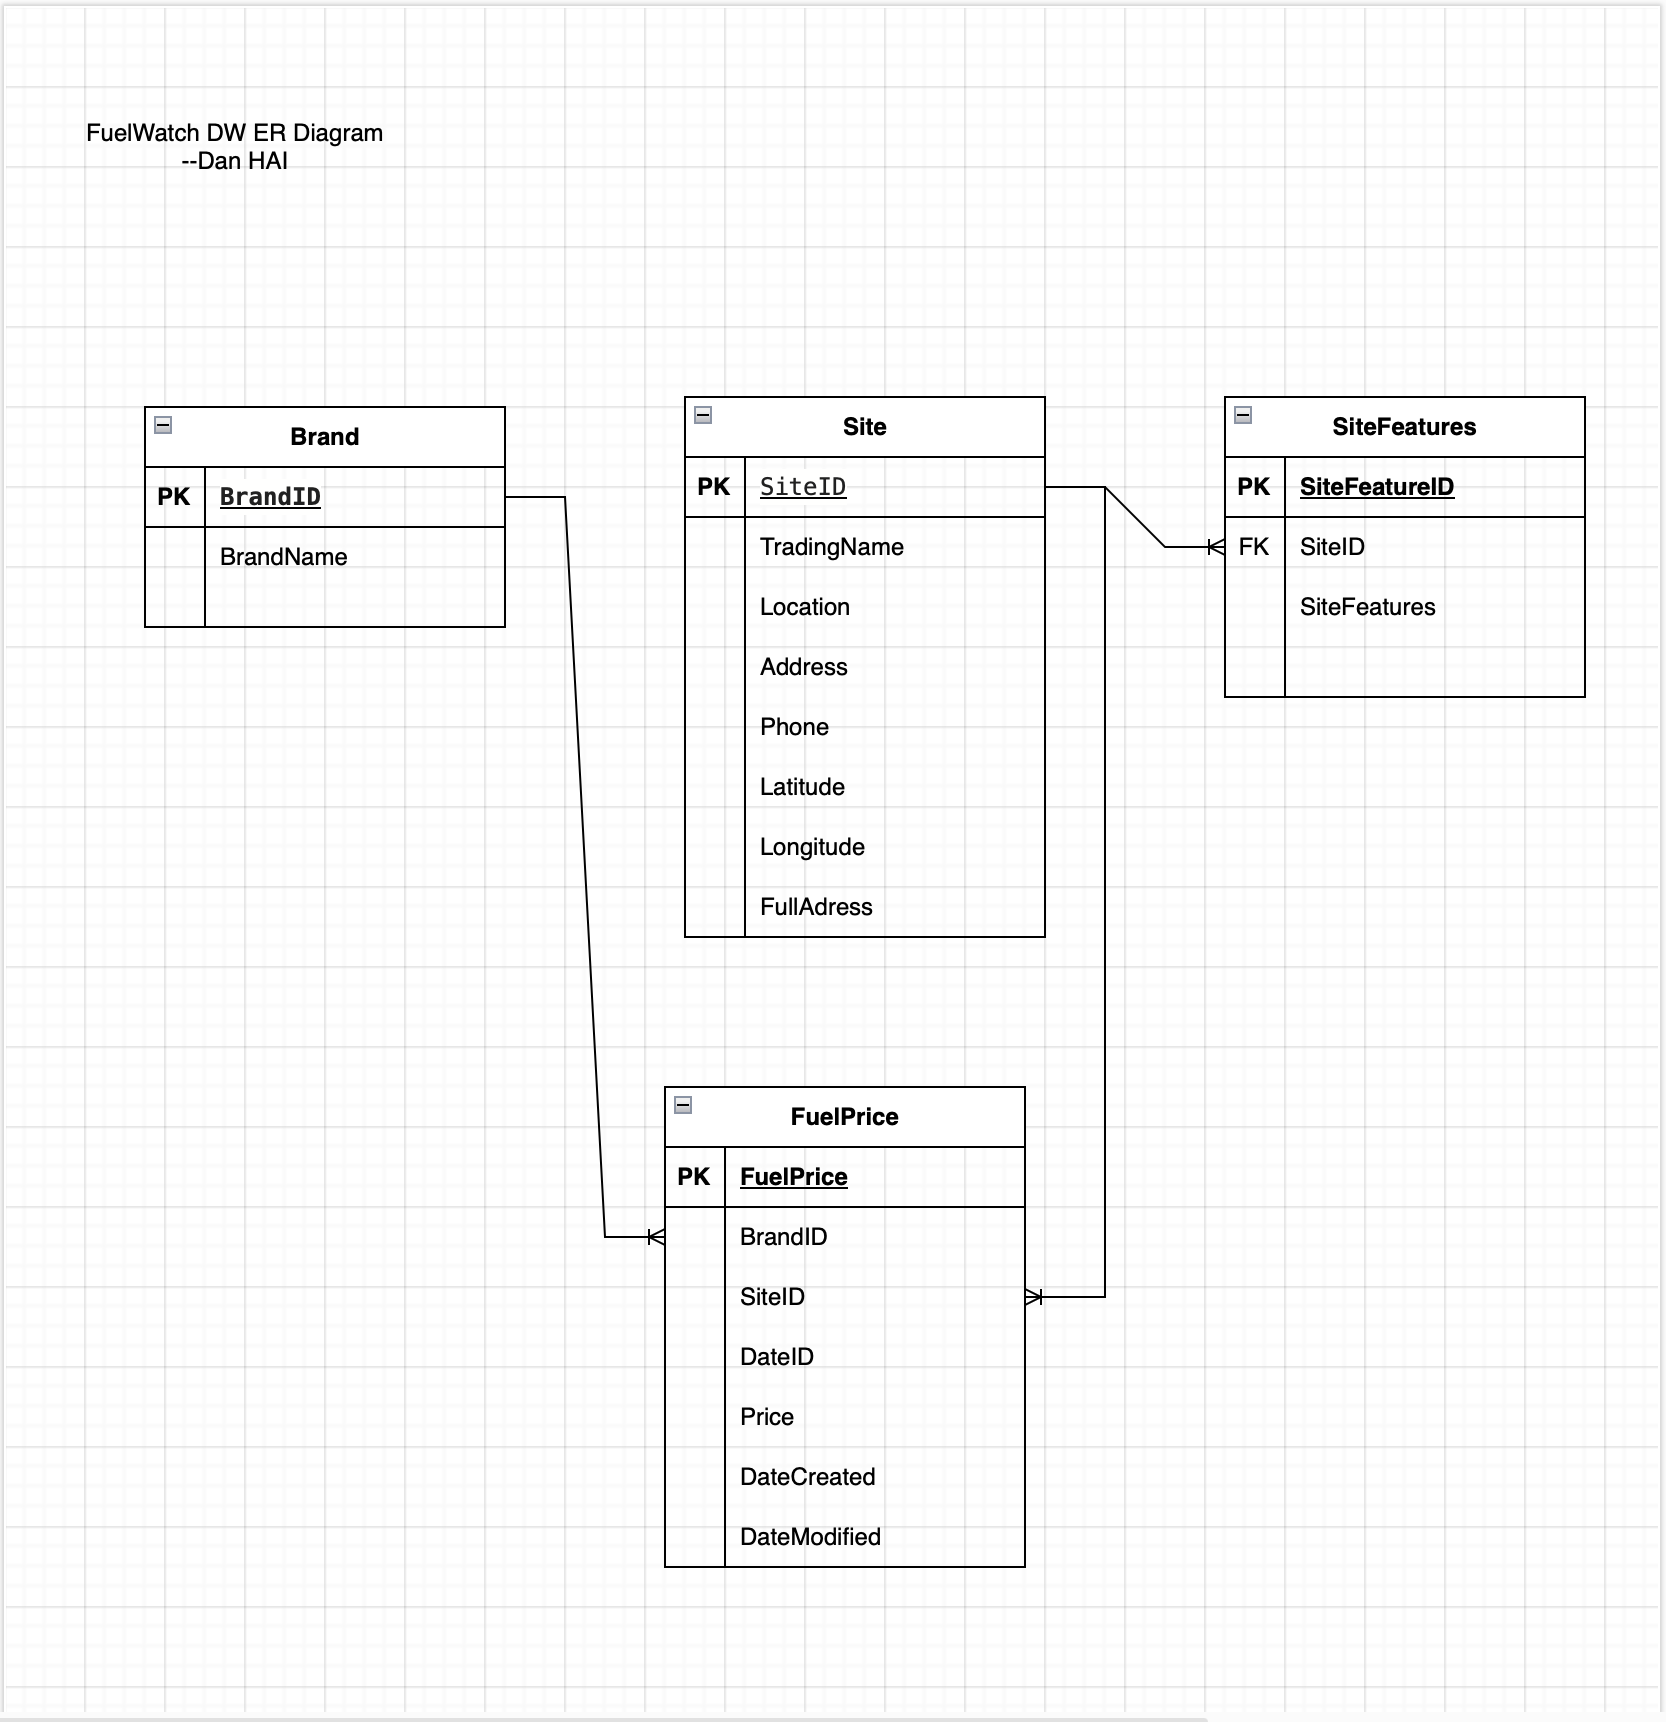 FuelWatch DW ER Diagram
--Dan HAI
Brand
PK BrandID
BrandName
Site
PK SiteID
TradingName
Location
Address
Phone
Latitude
Longitude
FullAdress
SiteFeatures
PK SiteFeatureID
FK SiteID
SiteFeatures
FuelPrice
PK FuelPrice
BrandID
SiteID
DateID
Price
DateCreated
DateModified